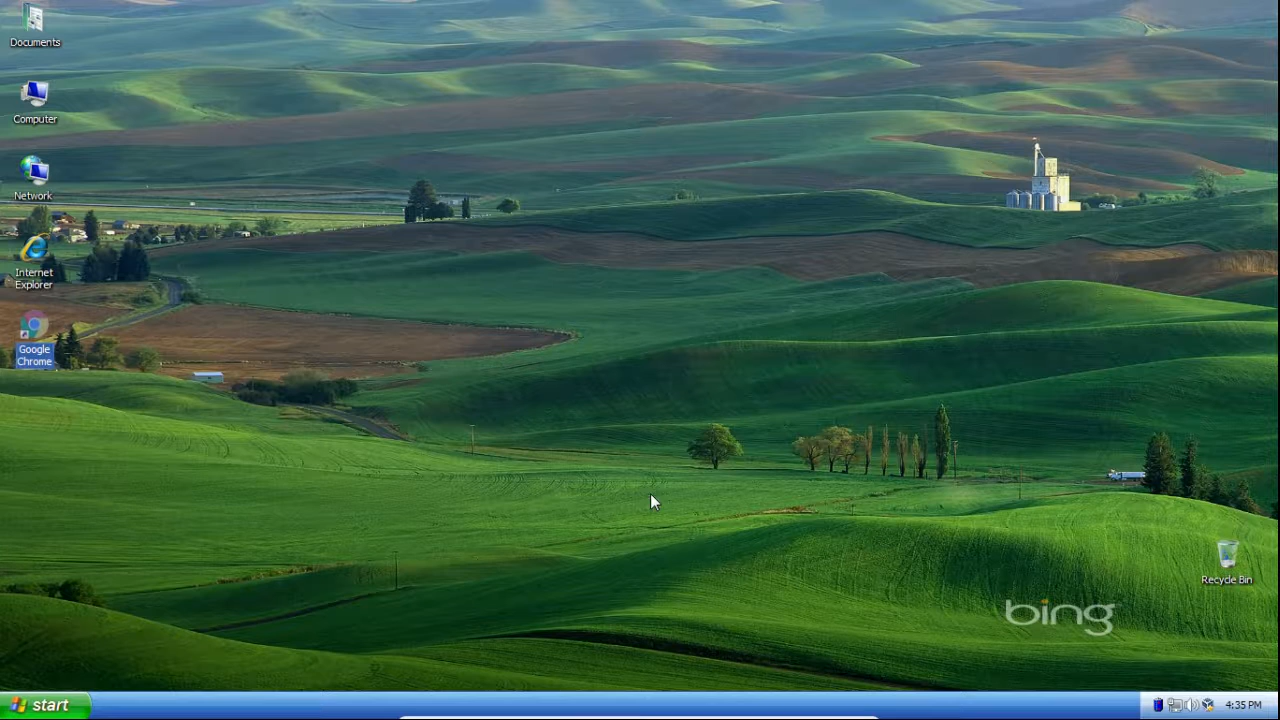 Documents
Computer
Network
Internet
Explorer
Google
Chrome
Recycle Bin
bing
start
4:35 PM